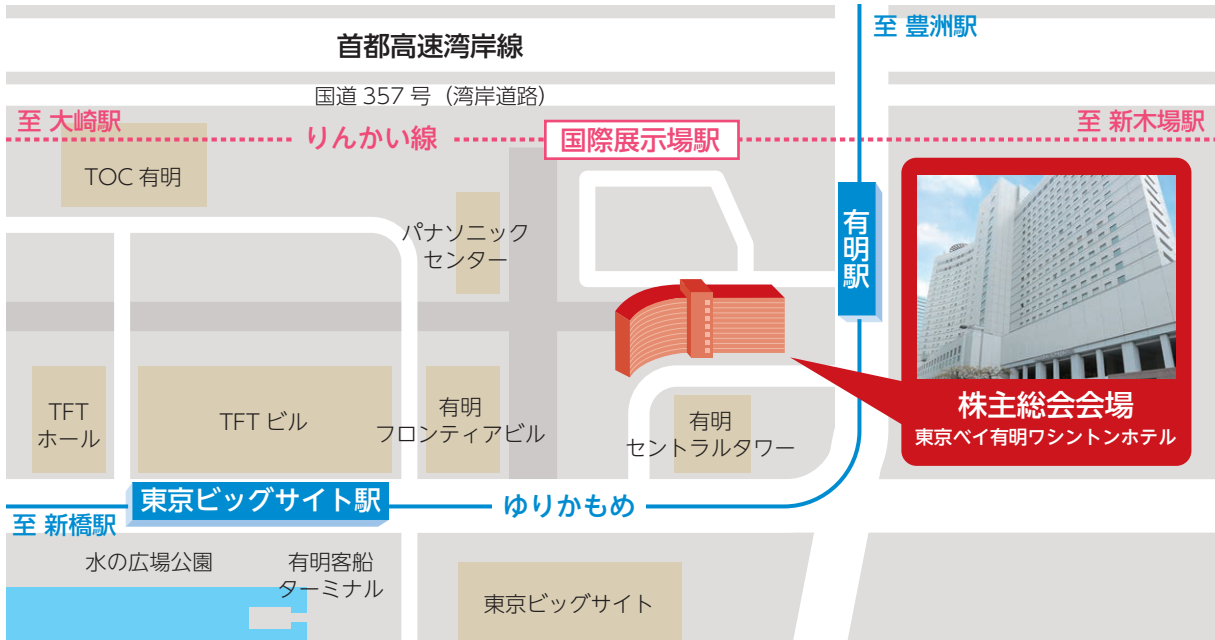 至 豊洲駅
首都高速湾岸線
国道 357 号（湾岸道路）
至 大崎駅
りんかい線
国際展示場駅
至 新木場駅
TOC 有明
パナソニック
センター
有明駅
株主総会会場
東京ベイ有明ワシントンホテル
TFT
ホール
TFT ビル
有明
フロンティアビル
有明
セントラルタワー
東京ビッグサイト駅
ゆりかもめ
至 新橋駅
水の広場公園
有明客船
ターミナル
東京ビッグサイト